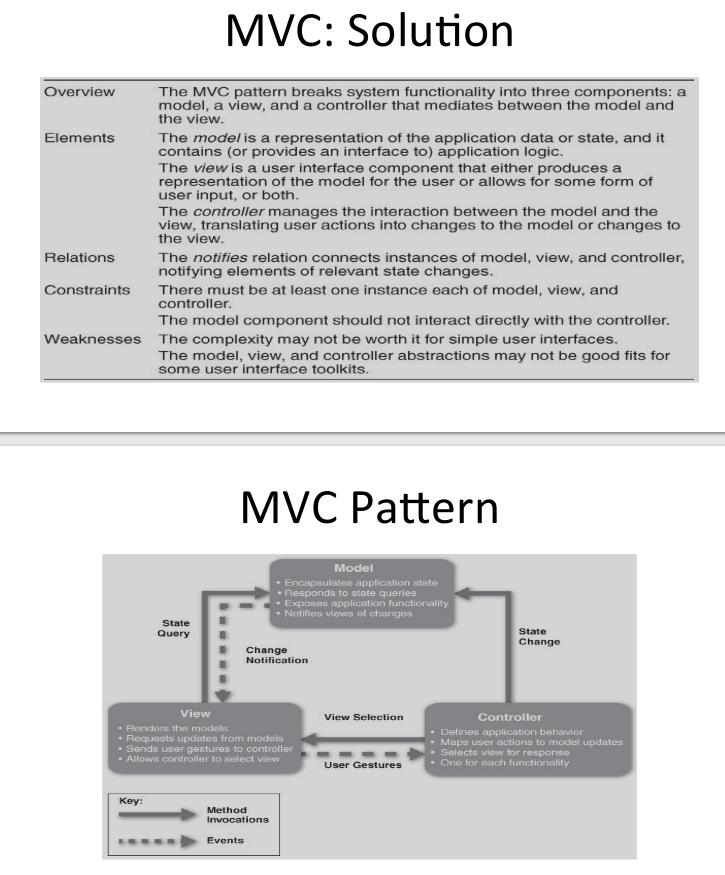 MVC: Solution
Overview The MVC pattern breaks system functionality into three components: a
model, a view, and a controller that mediates between the model and
the view.
Elements The model is a representation of the application data or state, and it
contains (or provides an interface to) application logic.
The view is a user interface component that either produces a
representation of the model for the user or allows for some form of
user input, or both.
The controller manages the interaction between the model and the
view, translating user actions into changes to the model or changes to
the view.
Relations The notifies relation connects instances of model, view, and controller,
notifying elements of relevant state changes.
Constraints There must be at least one instance each of model, view, and
controller.
The model component should not interact directly with the controller.
Weaknesses The complexity may not be worth it for simple user interfaces.
The model, view, and controller abstractions may not be good fits for
some user interface toolkits.
MVC Pattern
Model
• Encapsulates application state
• Responds to state queries
• Exposes application functionality
• Notifies views of changes
State
Query
Change
Notification
State
Change
View
• Renders the models
• Requests updates from models
• Sends user gestures to controller
• Allows controller to select view
View Selection
User Gestures
Controller
• Defines application behavior
• Maps user actions to model updates
• Selects view for response
• One for each functionality
Key:
Method
Invocations
Events